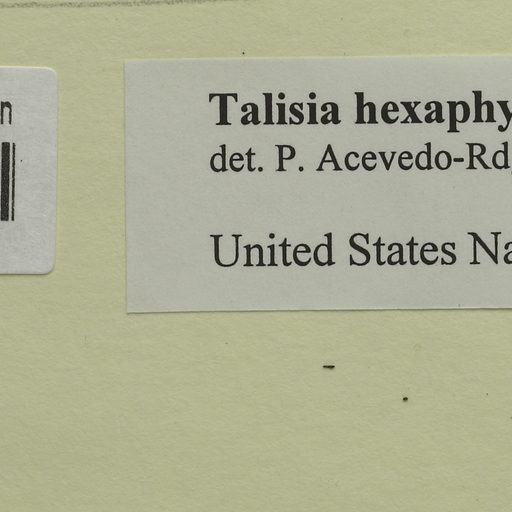 n
Talisia hexaphy
det. P. Acevedo-Rd
United States Na